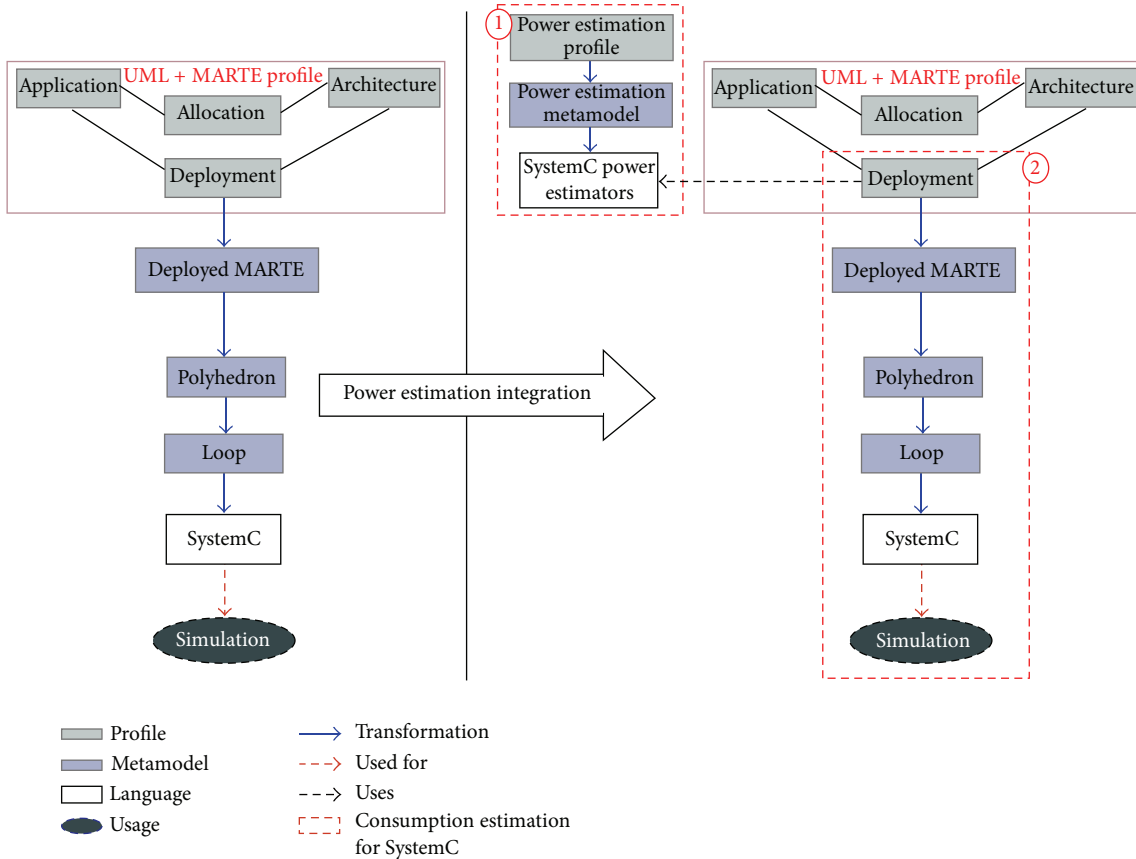 UML + MARTE profile
Application
Architecture
Allocation
Deployment
Deployed MARTE
Polyhedron
Loop
SystemC
Simulation
Power estimation integration
1
Power estimation
profile
Power estimation
metamodel
SystemC power
estimators
UML + MARTE profile
Application
Architecture
Allocation
2
Deployment
Deployed MARTE
Polyhedron
Loop
SystemC
Simulation
Profile
Metamodel
Language
Usage
Transformation
Used for
Uses
Consumption estimation
for SystemC